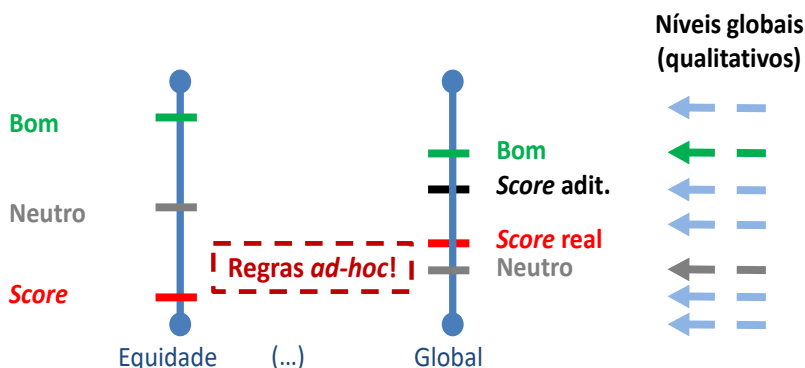 Níveis globais
(qualitativos)
Bom
Neutro
Score
Regras ad-hoc!
Bom
Score adit.
Score real
Neutro
Equidade
(...)
Global